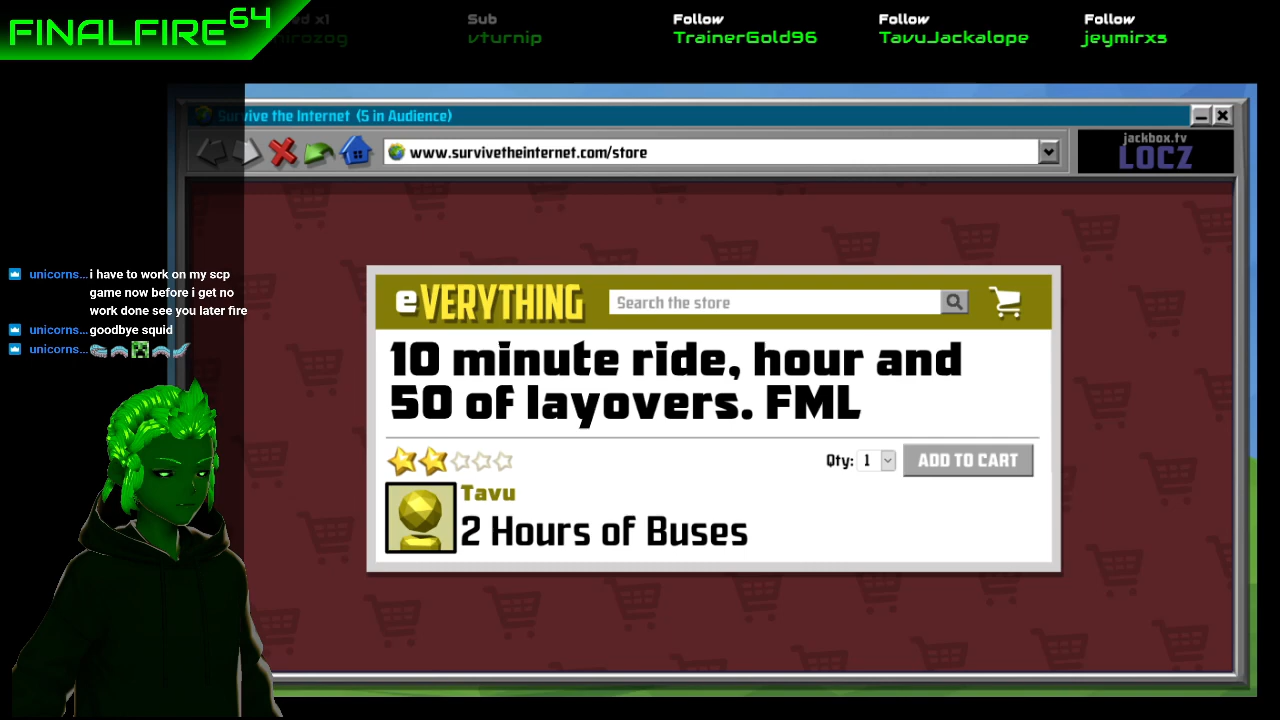 FINALFIRE64
Sub
vturnip
Follow
TrainerGold96
Follow
TavuJackalope
Follow
jeymirxs
Survive the Internet (5 in Audience)
www.survivetheinternet.com/store
jackbox.tv
LOCZ
eVERYTHING
Search the store
10 minute ride, hour and
50 of layovers. FML
Qty: 1
ADD TO CART
Tavu
2 Hours of Buses
unicorns... i have to work on my scp
game now before i get no
work done see you later fire
unicorns... goodbye squid
unicorns...